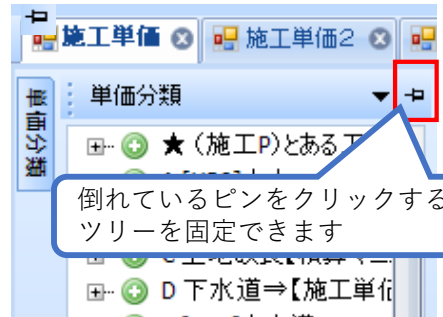 施工単価 施工単価2
単価分類
単価分類
★ (施工P)とある工
倒れているピンをクリックする
ツリーを固定できます
D 下水道⇒【施工単価